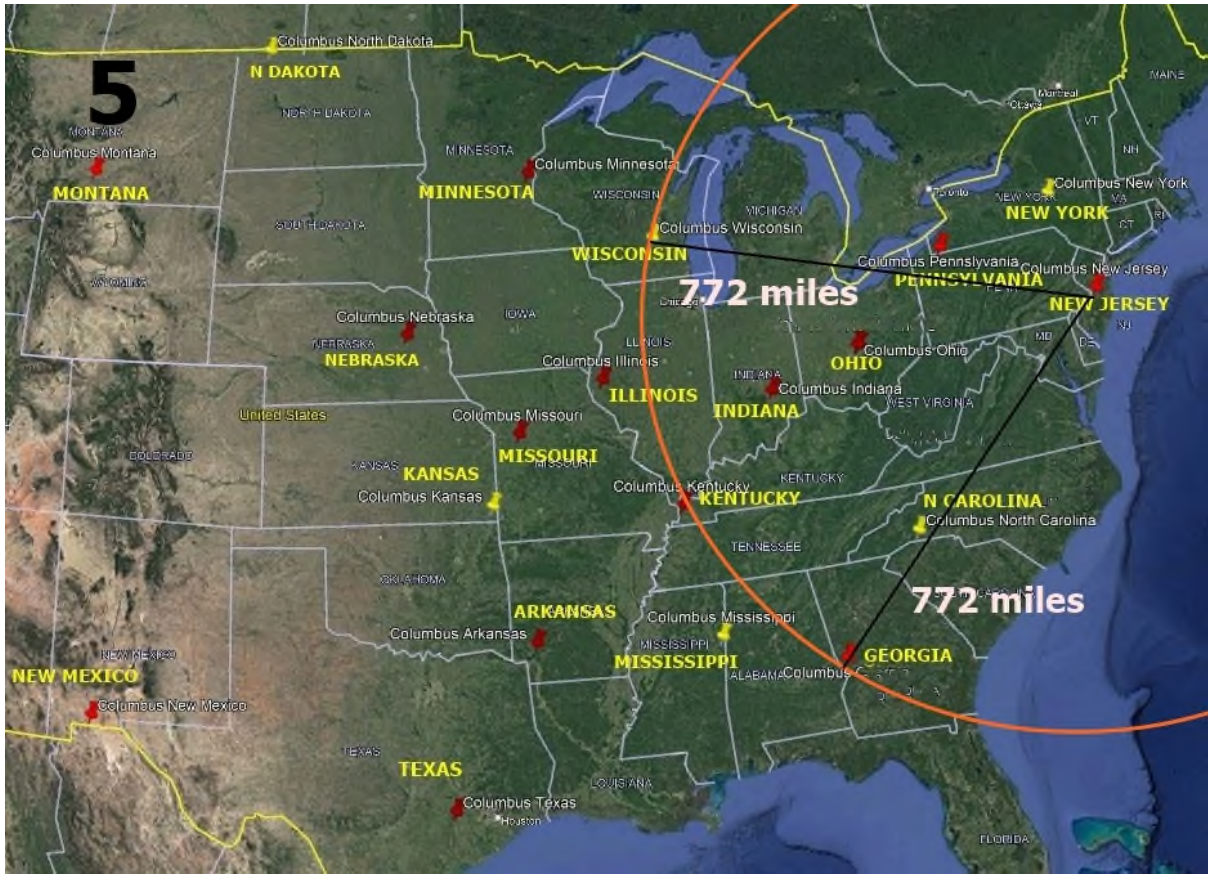 Columbus North Dakota
N DAKOTA
5
NORTH DAKOTA
MONTANA
Columbus Montana
MONTANA
MINNESOTA
Columbus Minnesota
MINNESOTA
WISCONSIN
Columbus Wisconsin
WISCONSIN
MICHIGAN
Montreal
Ottawa
MAINE
VT
NH
Toronto
NEW YORK
Columbus New York
NEW YORK
MA
CT
RI
SOUTH DAKOTA
WYOMING
Columbus Pennslyvania
PENNSYLVANIA
PENN
Columbus New Jersey
NEW JERSEY
NJ
MD
DE
772 miles
Chicago
IOWA
Columbus Nebraska
NEBRASKA
NEBRASKA
ILLINOIS
Columbus Illinois
ILLINOIS
INDIANA
Columbus Indiana
INDIANA
Columbus Ohio
OHIO
WEST VIRGINIA
United States
COLORADO
KANSAS
KANSAS
Columbus Kansas
Columbus Missouri
MISSOURI
MISSOURI
Columbus Kentucky
KENTUCKY
KENTUCKY
N CAROLINA
Columbus North Carolina
TENNESSEE
OKLAHOMA
ARKANSAS
Columbus Arkansas
772 miles
Columbus Mississippi
MISSISSIPPI
MISSISSIPPI
ALABAMA
Columbus
GEORGIA
NEW MEXICO
NEW MEXICO
Columbus New Mexico
TEXAS
TEXAS
Columbus Texas
Houston
LOUISIANA
FLORIDA